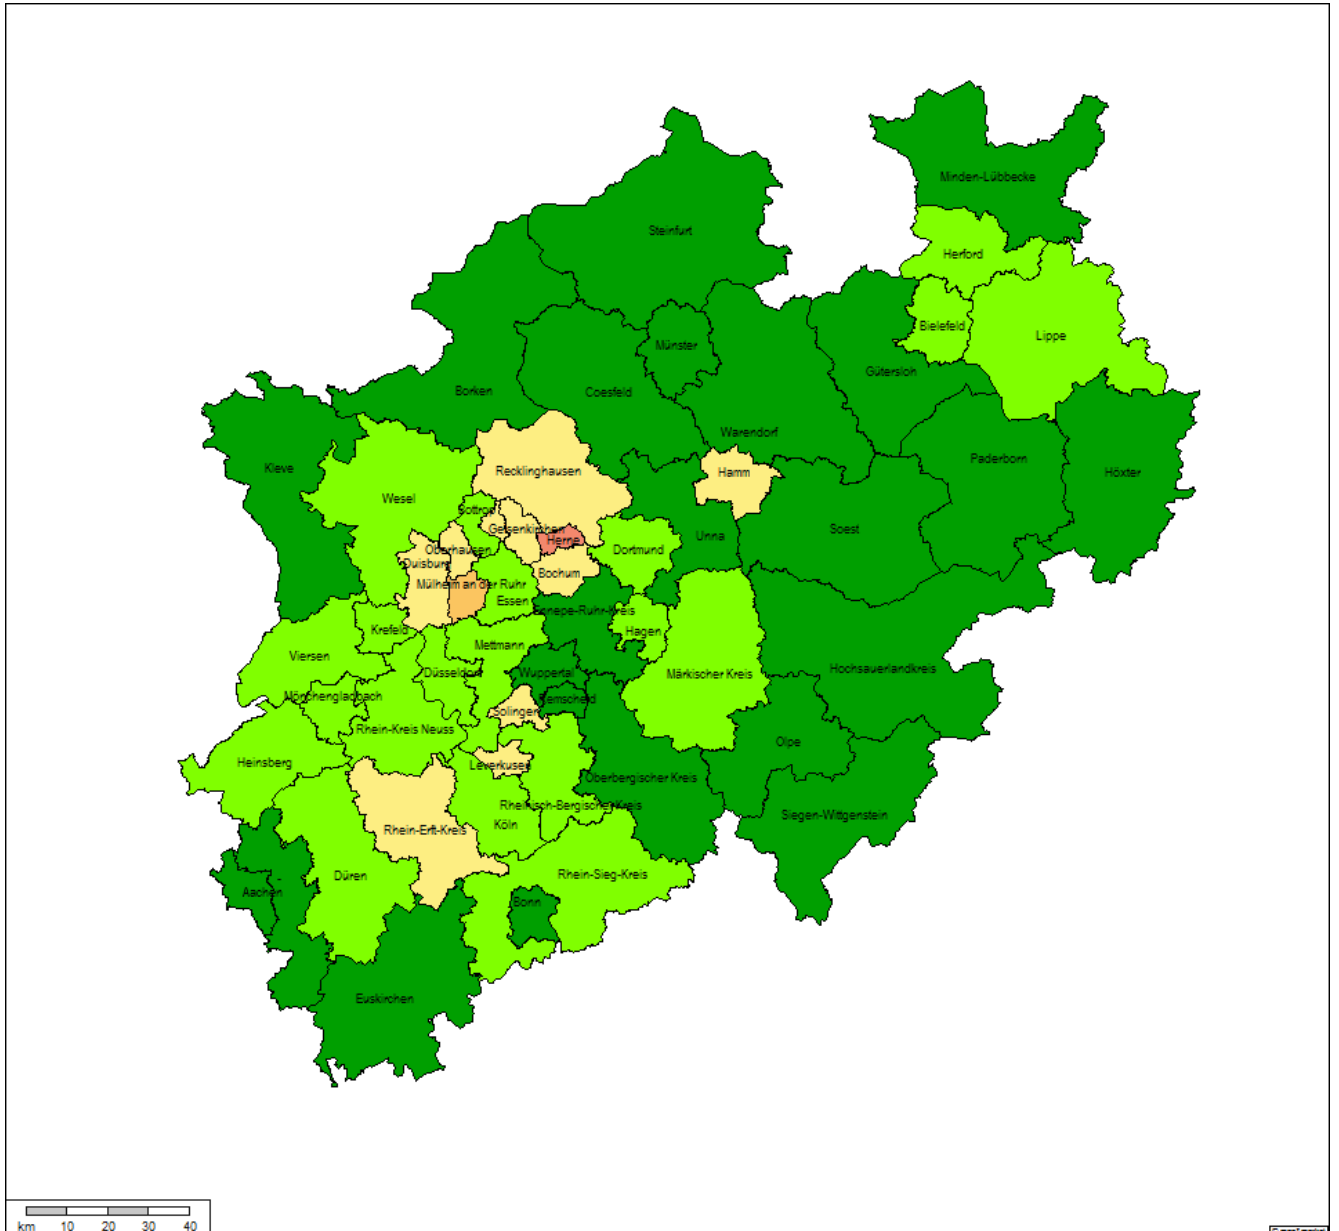 Minden-Lübbecke
Steinfurt
Herford
Bielefeld
Lippe
Münster
Gütersloh
Borken
Coesfeld
Warendorf
Paderborn
Kleve
Recklinghausen
Hamm
Höxter
Wesel
Bottrop
Gelsenkirchen
Soest
Unna
Herne
Oberhausen
Dortmund
Duisburg
Bochum
Mülheim an der Ruhr
Essen
Ennepe-Ruhr-Kreis
Krefeld
Hagen
Mettmann
Viersen
Düsseldorf
Wuppertal
Märkischer Kreis
Hochsauerlandkreis
Mönchengladbach
Remscheid
Solingen
Rhein-Kreis Neuss
Olpe
Heinsberg
Leverkusen
Oberbergischer Kreis
Rheinisch-Bergischer Kreis
Siegen-Wittgenstein
Köln
Rhein-Erft-Kreis
Düren
Rhein-Sieg-Kreis
Aachen
Bonn
Euskirchen
km 10 20 30 40